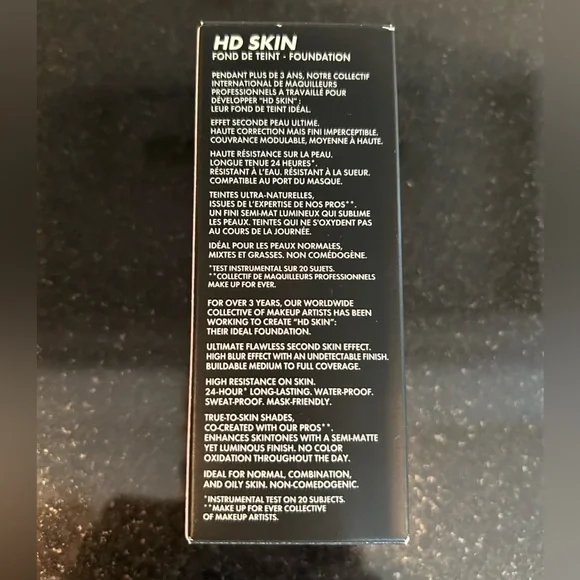 HD SKIN
FOND DE TEINT - FOUNDATION
PENDANT PLUS DE 3 ANS, NOTRE COLLECTIF
INTERNATIONAL DE MAQUILLEURS
PROFESSIONNELS A TRAVAILLÉ POUR
DÉVELOPPER "HD SKIN" :
LEUR FOND DE TEINT IDÉAL.
EFFET SECONDE PEAU ULTIME.
HAUTE CORRECTION MAIS FINI IMPERCEPTIBLE,
COUVRANCE MODULABLE, MOYENNE À HAUTE.
HAUTE RÉSISTANCE SUR LA PEAU.
LONGUE TENUE 24 HEURES*.
RÉSISTANT À L'EAU. RÉSISTANT À LA SUEUR.
COMPATIBLE AU PORT DU MASQUE.
TEINTES ULTRA-NATURELLES,
ISSUES DE L'EXPERTISE DE NOS PROS**.
UN FINI SEMI-MAT LUMINEUX QUI SUBLIME
LES PEAUX. TEINTES QUI NE S'OXYDENT PAS
AU COURS DE LA JOURNÉE.
IDÉAL POUR LES PEAUX NORMALES,
MIXTES ET GRASSES. NON COMÉDOGÈNE.
*TEST INSTRUMENTAL SUR 20 SUJETS.
**COLLECTIF DE MAQUILLEURS PROFESSIONNELS
MAKE UP FOR EVER.
FOR OVER 3 YEARS, OUR WORLDWIDE
COLLECTIVE OF MAKEUP ARTISTS HAS BEEN
WORKING TO CREATE "HD SKIN":
THEIR IDEAL FOUNDATION.
ULTIMATE FLAWLESS SECOND SKIN EFFECT.
HIGH BLUR EFFECT WITH AN UNDETECTABLE FINISH.
BUILDABLE MEDIUM TO FULL COVERAGE.
HIGH RESISTANCE ON SKIN.
24-HOUR* LONG-LASTING. WATER-PROOF.
SWEAT-PROOF. MASK-FRIENDLY.
TRUE-TO-SKIN SHADES,
CO-CREATED WITH OUR PROS**.
ENHANCES SKINTONES WITH A SEMI-MATTE
YET LUMINOUS FINISH. NO COLOR
OXIDATION THROUGHOUT THE DAY.
IDEAL FOR NORMAL, COMBINATION,
AND OILY SKIN. NON-COMEDOGENIC.
*INSTRUMENTAL TEST ON 20 SUBJECTS.
**MAKE UP FOR EVER COLLECTIVE
OF MAKEUP ARTISTS.